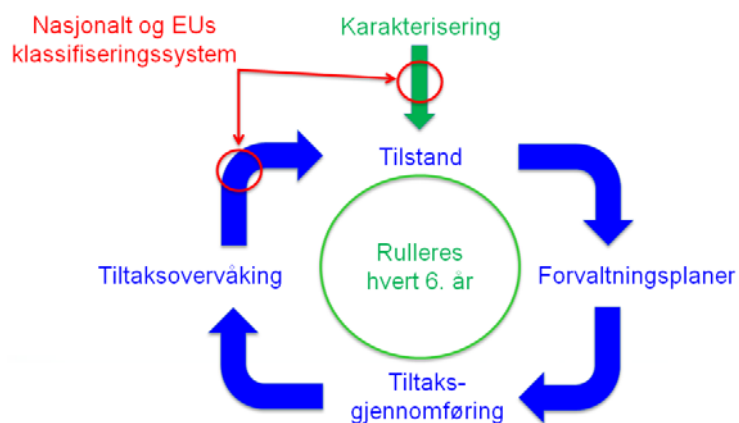 Nasjonalt og EUs
klassifiseringssystem
Karakterisering
Tilstand
Tiltaksovervåking
Rulleres
hvert 6. år
Forvaltningsplaner
Tiltaks-
gjennomføring